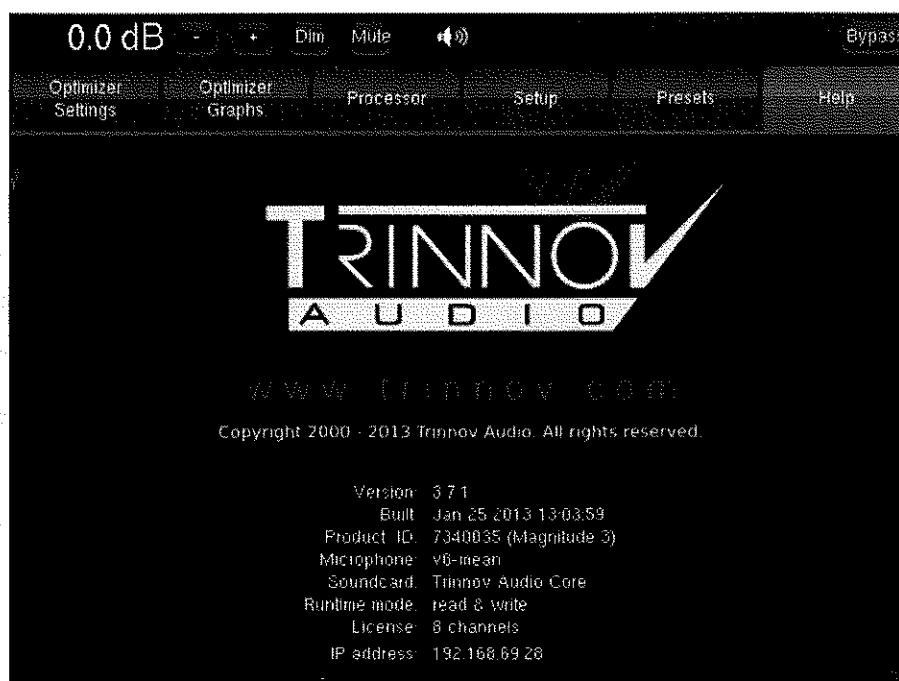 0.0 dB - + Dim Mute
Optimizer Settings Optimizer Graphs Processor Setup Presets Help
TRINNOV
AUDIO
www.trinnov.com
Copyright 2000 - 2013 Trinnov Audio. All rights reserved.
Version: 3.7.1
Built: Jan 25 2013 13:03:59
Product ID: 7340035 (Magnitude 3)
Microphone: v6-mean
Soundcard: Trinnov Audio Core
Runtime mode: read & write
License: 8 channels
IP address: 192.168.69.28